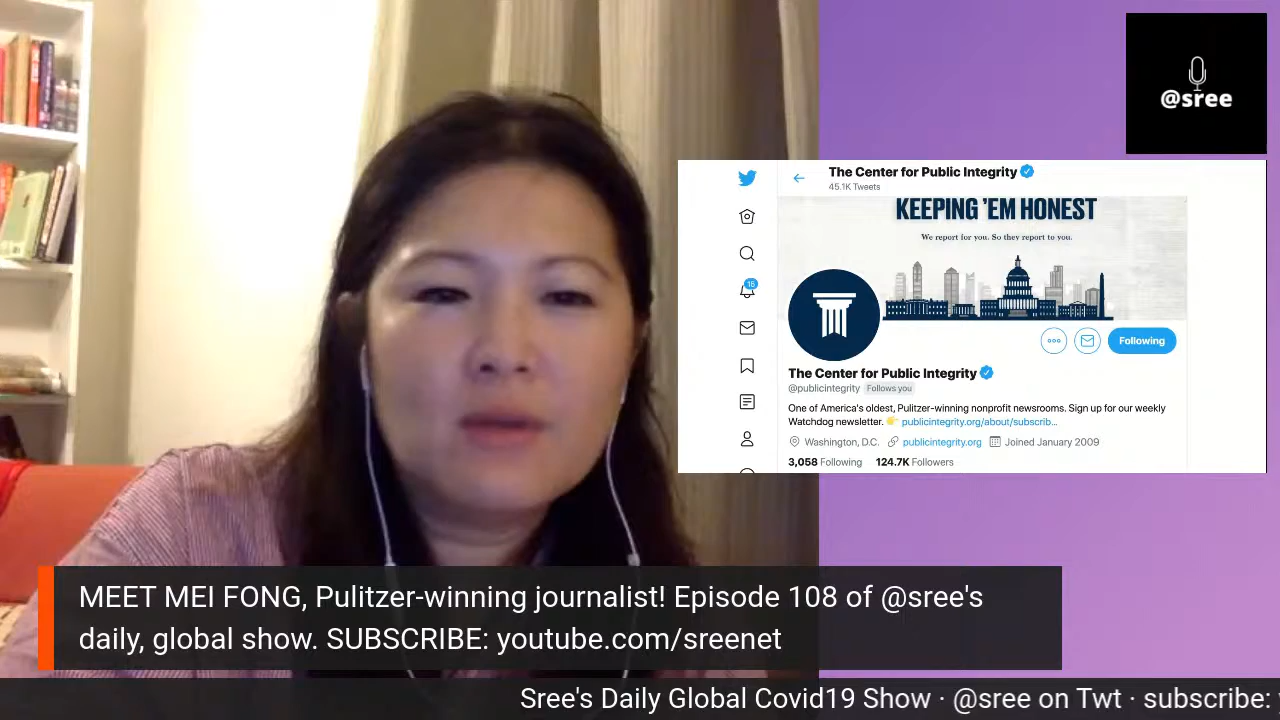 @sree
The Center for Public Integrity
45.1K Tweets
KEEPING 'EM HONEST
We report for you. So they report to you.
16
Following
The Center for Public Integrity
@publicintegrity Follows you
One of America's oldest, Pulitzer-winning nonprofit newsrooms. Sign up for our weekly
Watchdog newsletter. 👉 publicintegrity.org/about/subscrib…
Washington, D.C. publicintegrity.org Joined January 2009
3,058 Following 124.7K Followers
MEET MEI FONG, Pulitzer-winning journalist! Episode 108 of @sree's
daily, global show. SUBSCRIBE: youtube.com/sreenet
Sree's Daily Global Covid19 Show · @sree on Twt · subscribe: